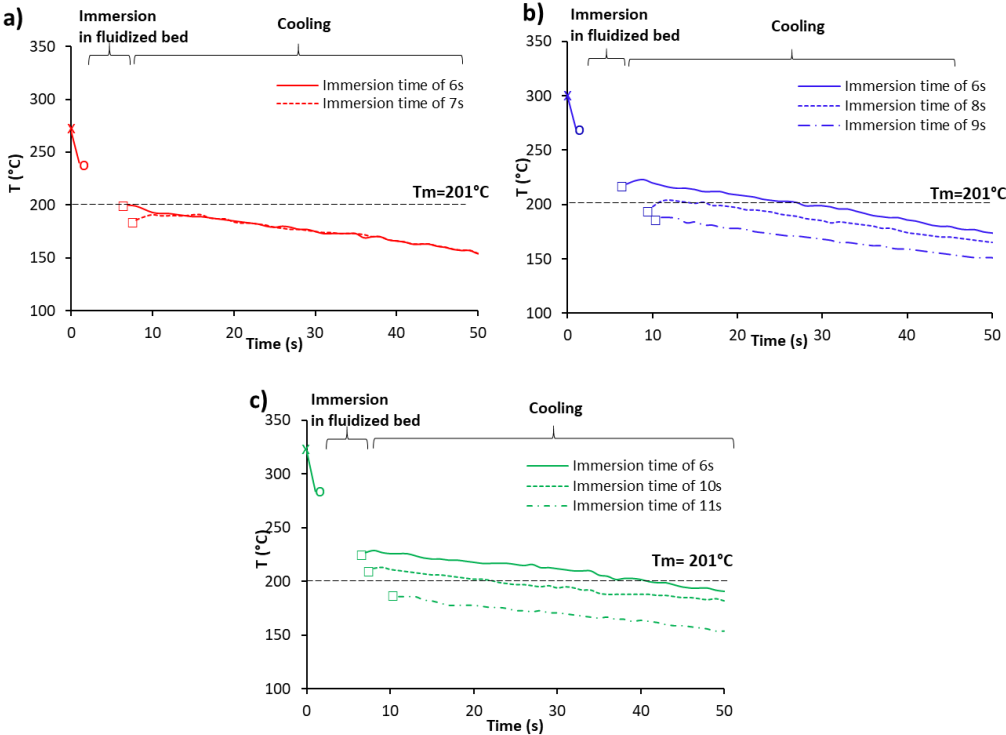 a)
Immersion
in fluidized bed
Cooling
350
300
250
200
150
100
T (°C)
Immersion time of 6s
Immersion time of 7s
Tm=201°C
0
10
20
30
40
50
Time (s)
b)
Immersion
in fluidized bed
Cooling
350
300
250
200
150
100
T (°C)
Immersion time of 6s
Immersion time of 8s
Immersion time of 9s
Tm=201°C
0
10
20
30
40
50
Time (s)
c)
Immersion
in fluidized bed
Cooling
350
300
250
200
150
100
T (°C)
Immersion time of 6s
Immersion time of 10s
Immersion time of 11s
Tm= 201°C
0
10
20
30
40
50
Time (s)